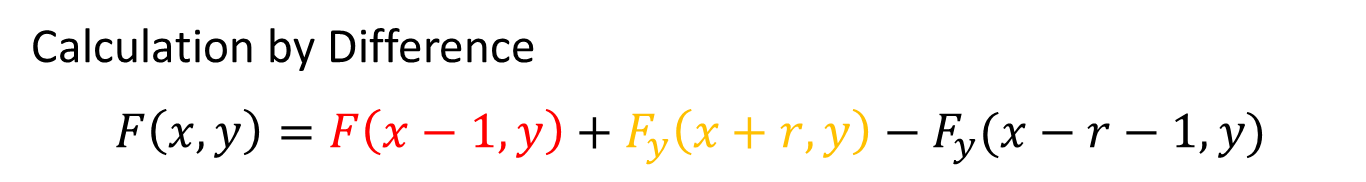 Calculation by Difference
F(x, y) = F(x − 1, y) + F_y(x + r, y) − F_y(x − r − 1, y)